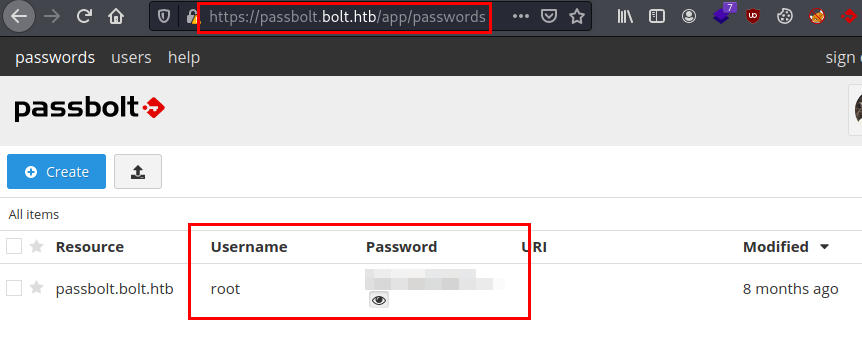 https://passbolt.bolt.htb/app/passwords
7
passwords users help sign
passbolt
Create
All items
Resource Username Password URI Modified
passbolt.bolt.htb root 8 months ago